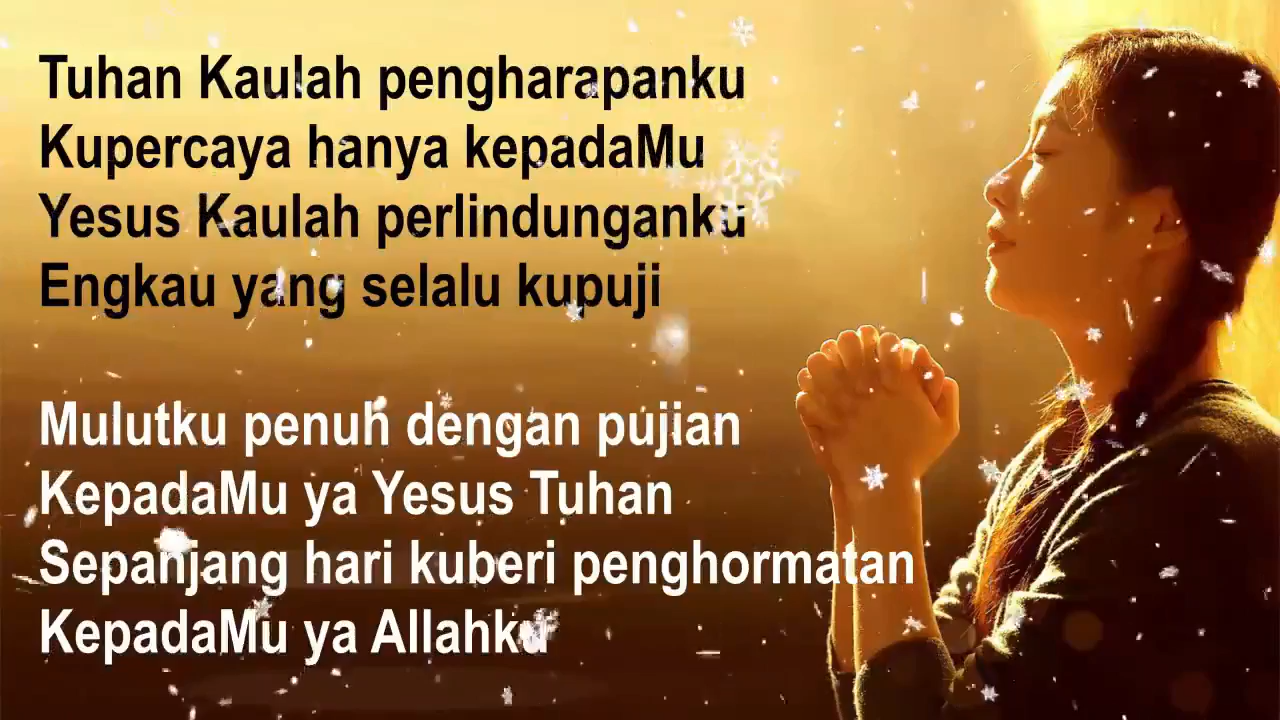 Tuhan Kaulah pengharapanku
Kupercaya hanya kepadaMu
Yesus Kaulah perlindunganku
Engkau yang selalu kupuji
Mulutku penuh dengan pujian
KepadaMu ya Yesus Tuhan
Sepanjang hari kuberi penghormatan
KepadaMu ya Allahku